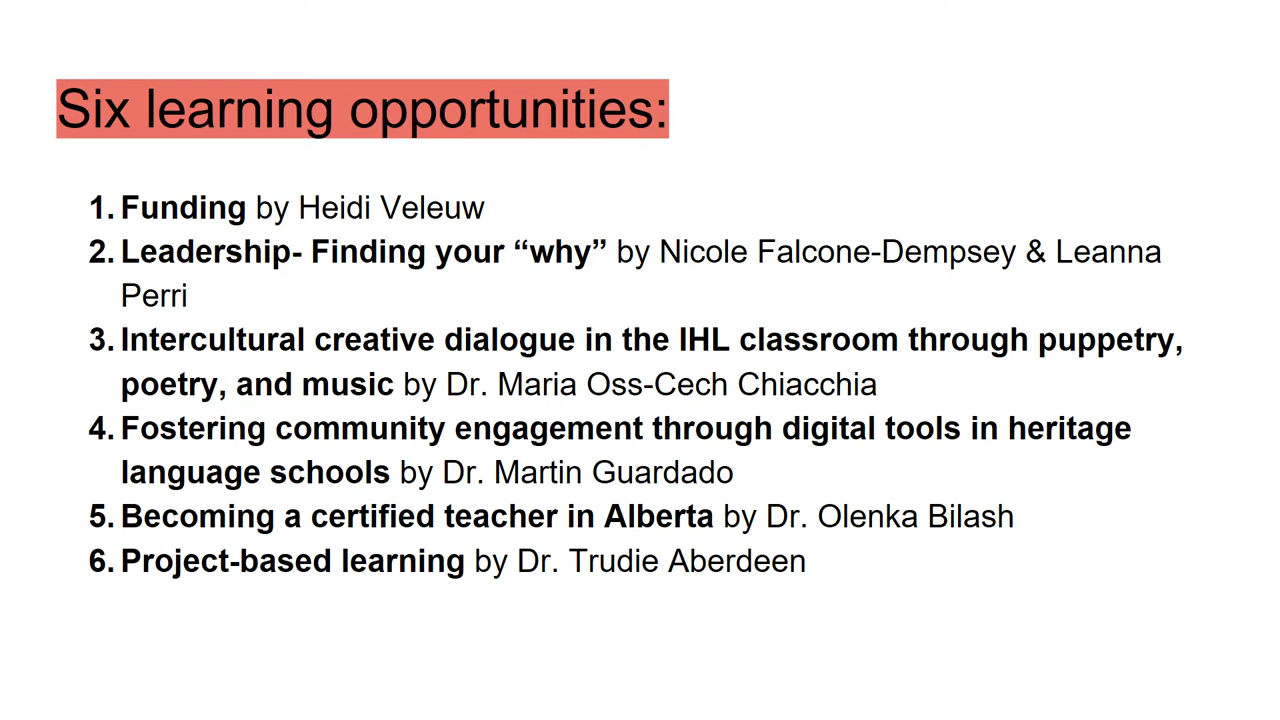 Six learning opportunities:
1. Funding by Heidi Veleuw
2. Leadership- Finding your “why” by Nicole Falcone-Dempsey & Leanna
Perri
3. Intercultural creative dialogue in the IHL classroom through puppetry,
poetry, and music by Dr. Maria Oss-Cech Chiacchia
4. Fostering community engagement through digital tools in heritage
language schools by Dr. Martin Guardado
5. Becoming a certified teacher in Alberta by Dr. Olenka Bilash
6. Project-based learning by Dr. Trudie Aberdeen